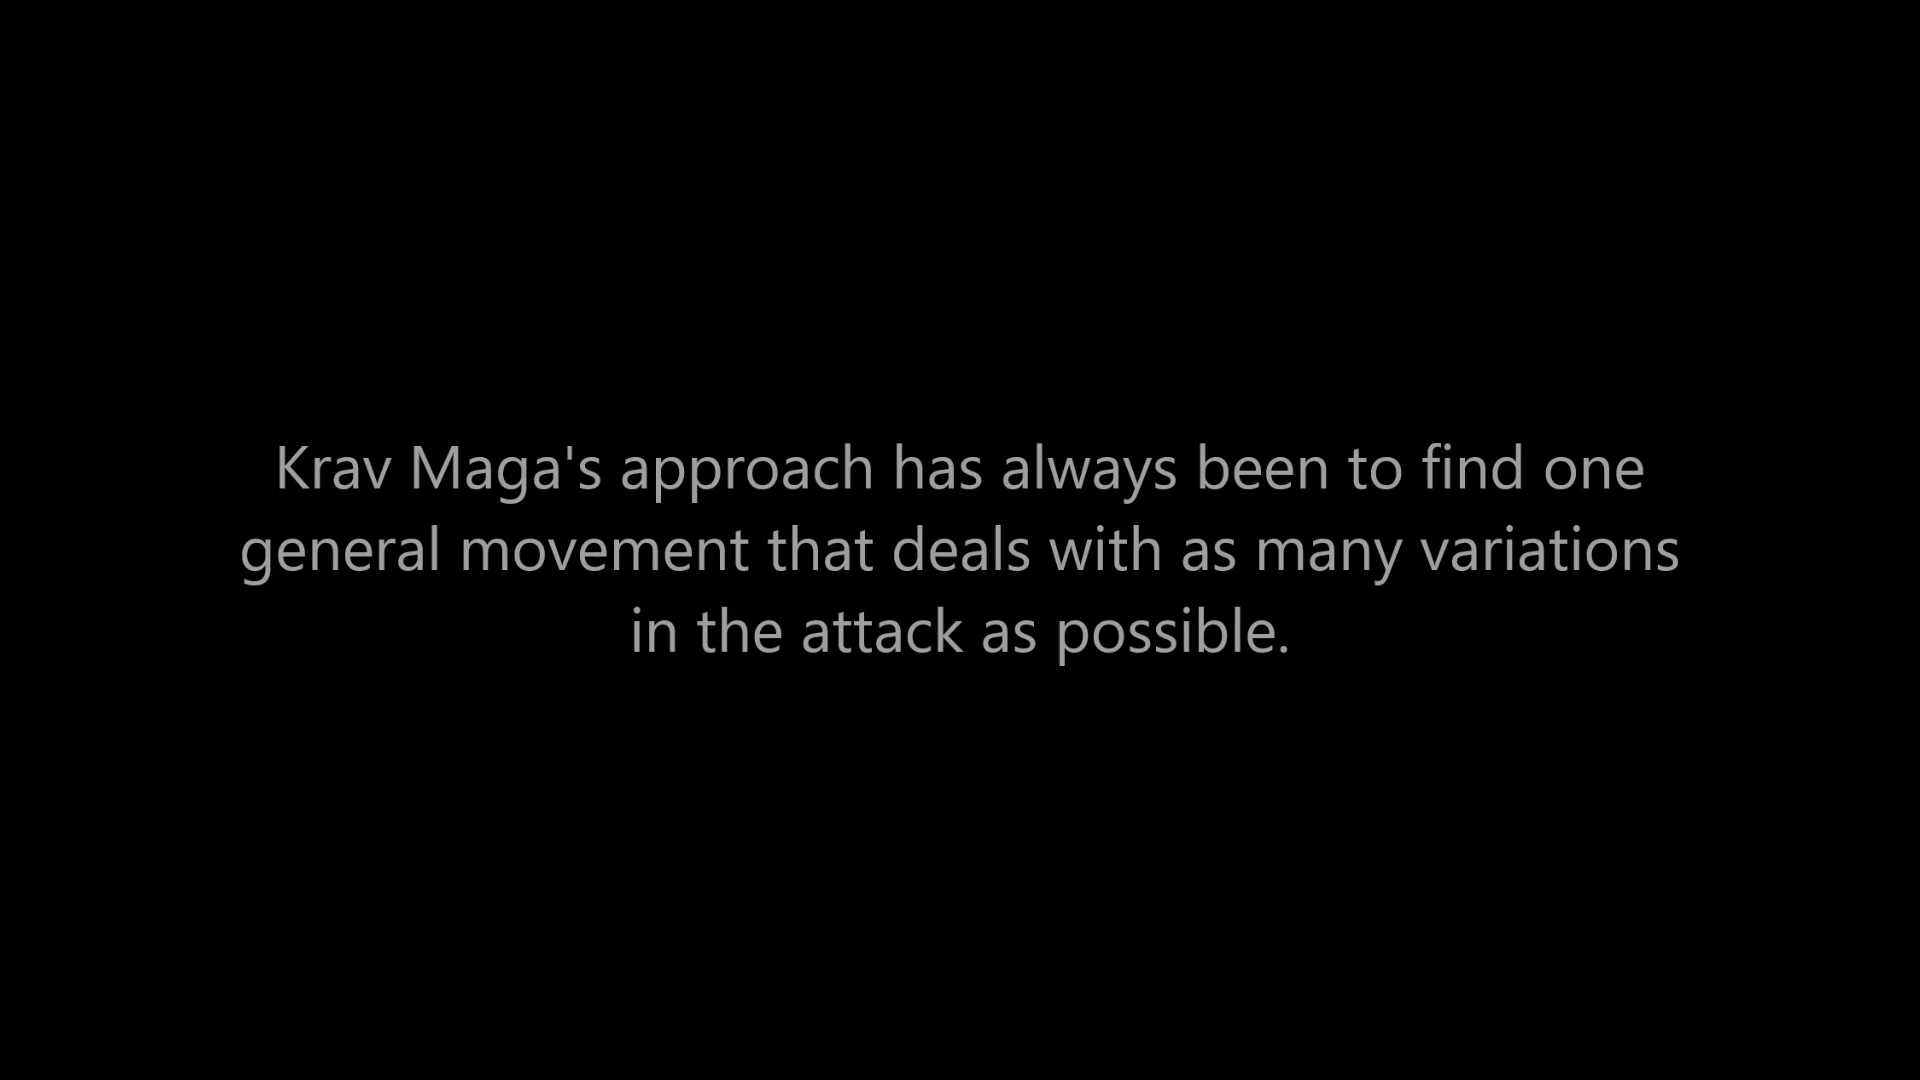 Krav Maga's approach has always been to find one
general movement that deals with as many variations
in the attack as possible.